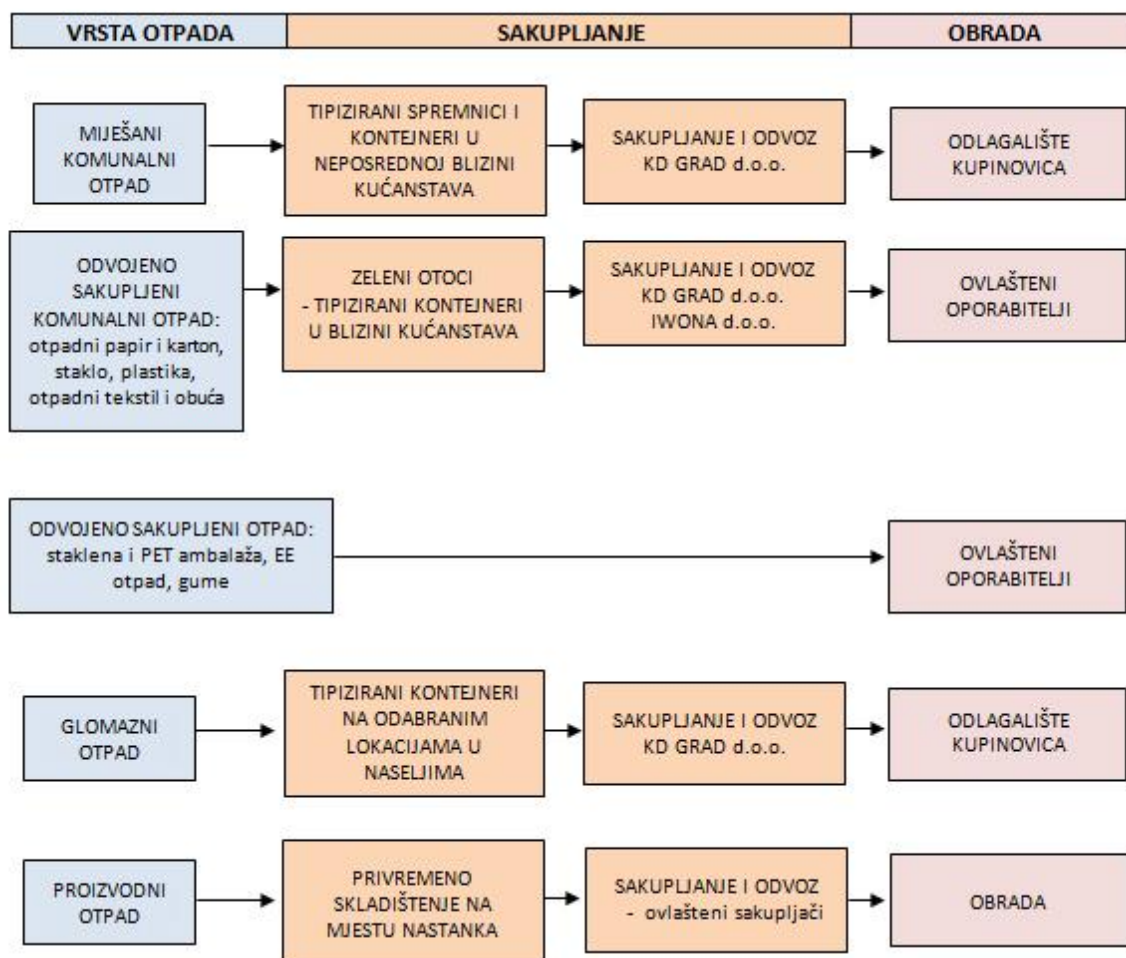 VRSTA OTPADA
SAKUPLJANJE
OBRADA
MIJEŠANI
KOMUNALNI
OTPAD
TIPIZIRANI SPREMNICI I
KONTEJNERI U
NEPOSREDNOJ BLIZINI
KUĆANSTAVA
SAKUPLJANJE I ODVOZ
KD GRAD d.o.o.
ODLAGALIŠTE
KUPINOVICA
ODVOJENO
SAKUPLJENI
KOMUNALNI OTPAD:
otpadni papir i karton,
staklo, plastika,
otpadni tekstil i obuća
ZELENI OTOCI
- TIPIZIRANI KONTEJNERI
U BLIZINI KUĆANSTAVA
SAKUPLJANJE I ODVOZ
KD GRAD d.o.o.
IWONA d.o.o.
OVLAŠTENI
OPORABITELJI
ODVOJENO SAKUPLJENI OTPAD:
staklena i PET ambalaža, EE
otpad, gume
OVLAŠTENI
OPORABITELJI
GLOMAZNI
OTPAD
TIPIZIRANI KONTEJNERI
NA ODABRANIM
LOKACIJAMA U
NASELJIMA
SAKUPLJANJE I ODVOZ
KD GRAD d.o.o.
ODLAGALIŠTE
KUPINOVICA
PROIZVODNI
OTPAD
PRIVREMENO
SKLADIŠTENJE NA
MJESTU NASTANKA
SAKUPLJANJE I ODVOZ
- ovlašteni sakupljači
OBRADA